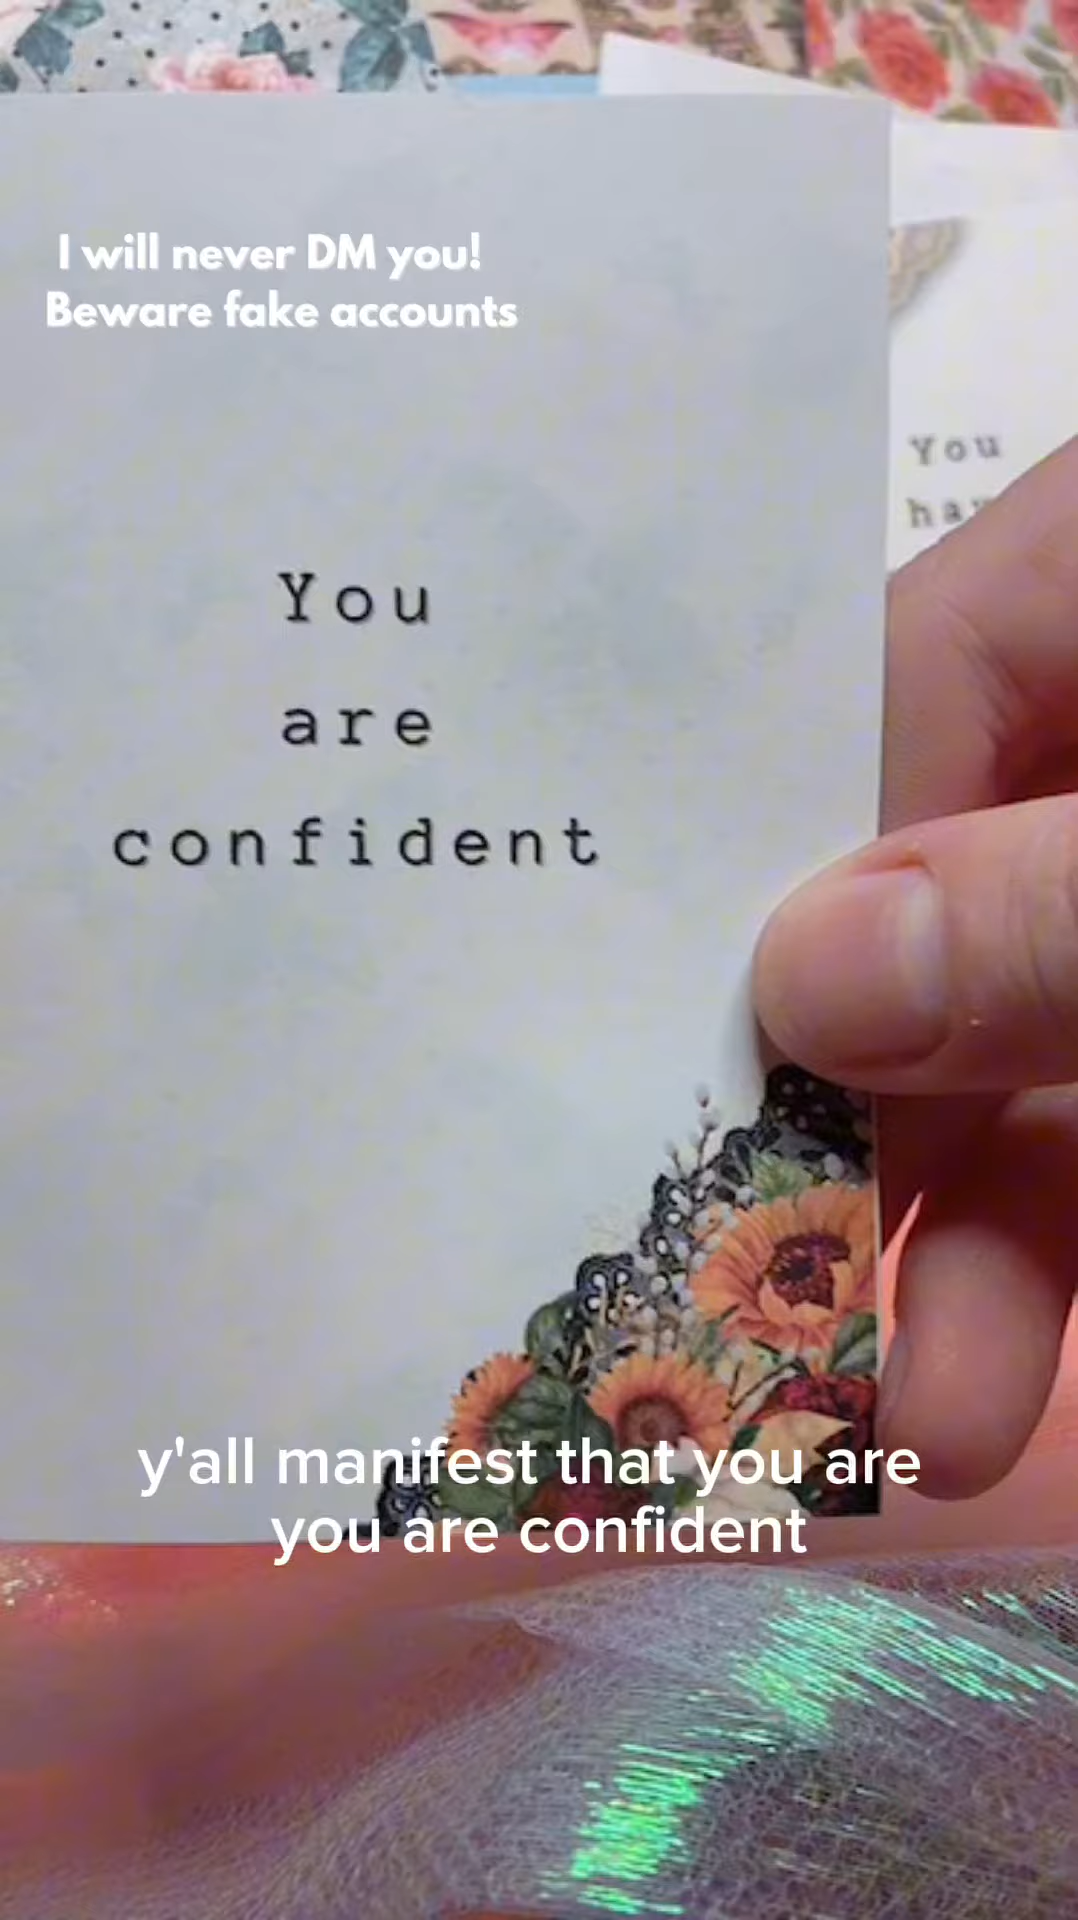 I will never DM you!
Beware fake accounts
You
You
are
confident
y'all manifest that you are
you are confident